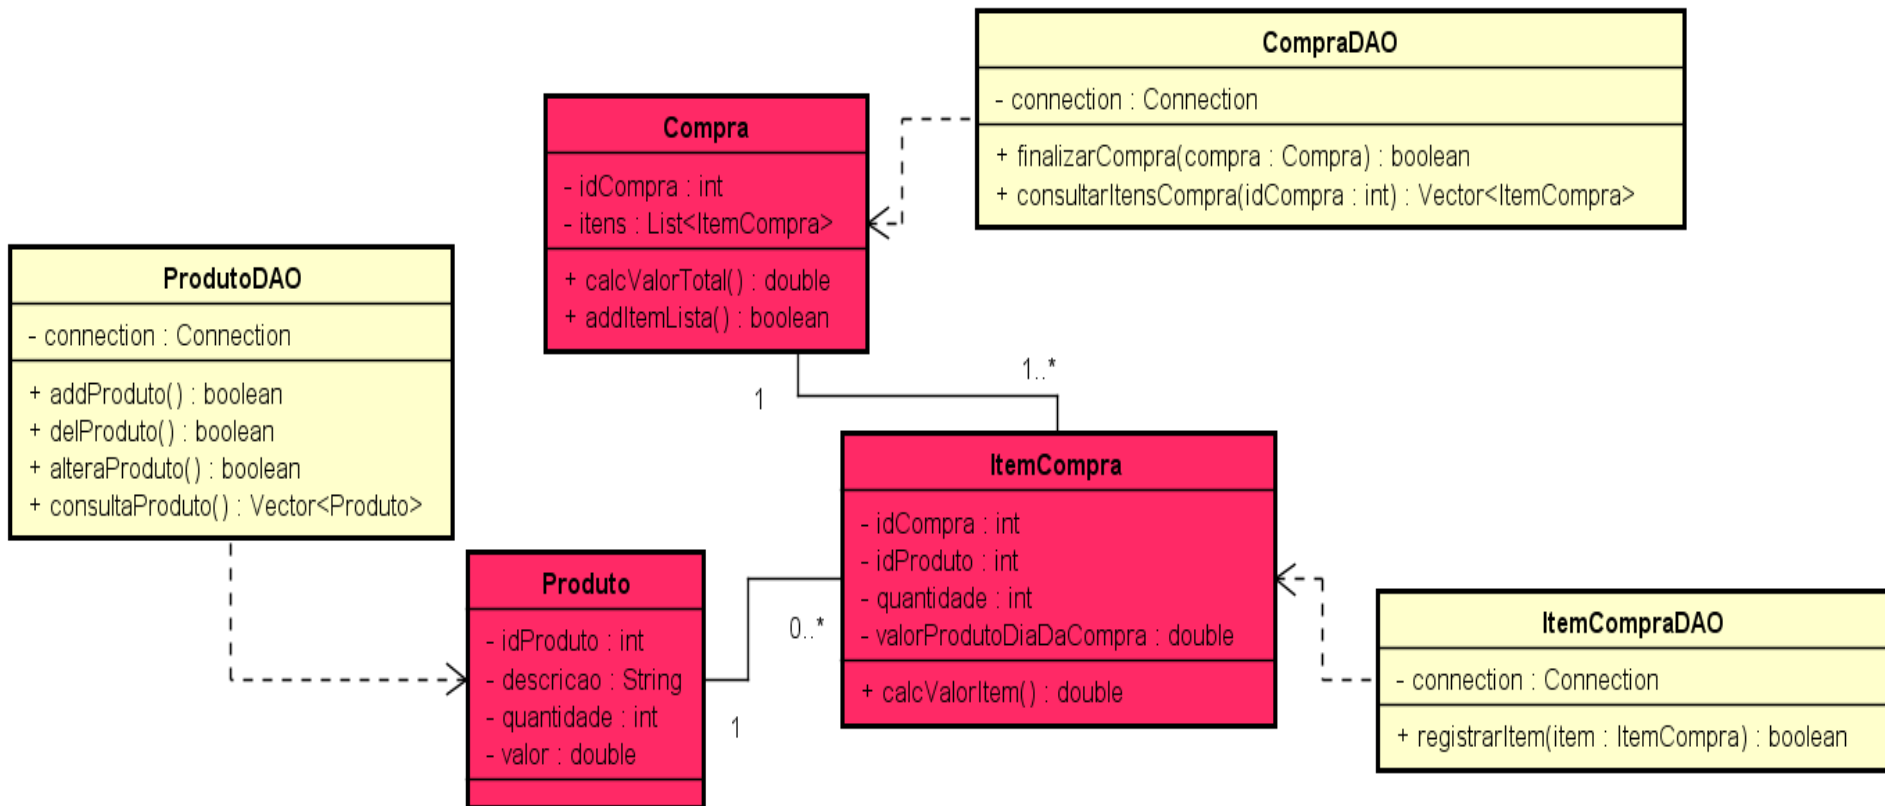 CompraDAO
- connection : Connection
+ finalizarCompra(compra : Compra) : boolean
+ consultarItensCompra(idCompra : int) : Vector<ItemCompra>
Compra
- idCompra : int
- itens : List<ItemCompra>
+ calcValorTotal() : double
+ addItemLista() : boolean
ProdutoDAO
- connection : Connection
+ addProduto() : boolean
+ delProduto() : boolean
+ alteraProduto() : boolean
+ consultaProduto() : Vector<Produto>
1
1..*
ItemCompra
- idCompra : int
- idProduto : int
- quantidade : int
- valorProdutoDiaDaCompra : double
+ calcValorItem() : double
Produto
- idProduto : int
- descricao : String
- quantidade : int
- valor : double
0..*
1
ItemCompraDAO
- connection : Connection
+ registrarItem(item : ItemCompra) : boolean